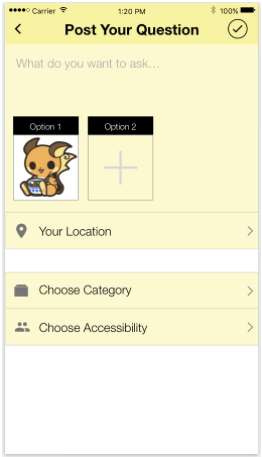 Carrier 1:20 PM 100%
Post Your Question
What do you want to ask...
Option 1 Option 2
Your Location
Choose Category
Choose Accessibility